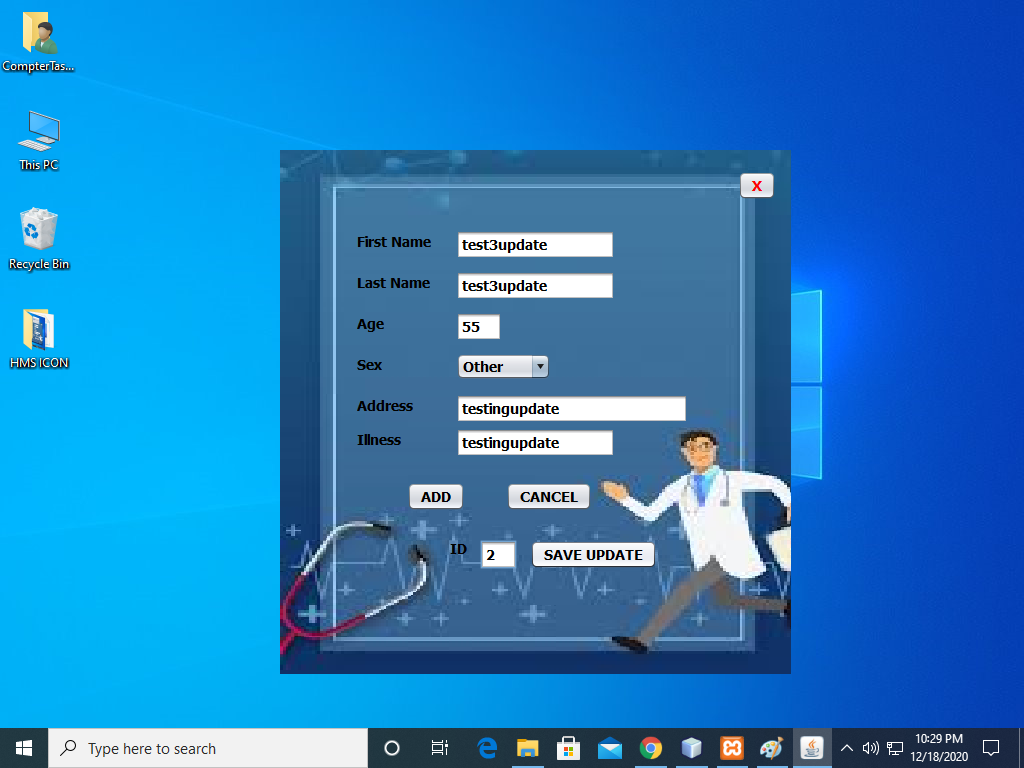 CompterTas...
This PC
Recycle Bin
HMS ICON
X
First Name test3update
Last Name test3update
Age 55
Sex Other
Address testingupdate
Illness testingupdate
ADD CANCEL
ID 2 SAVE UPDATE
Type here to search
10:29 PM
12/18/2020